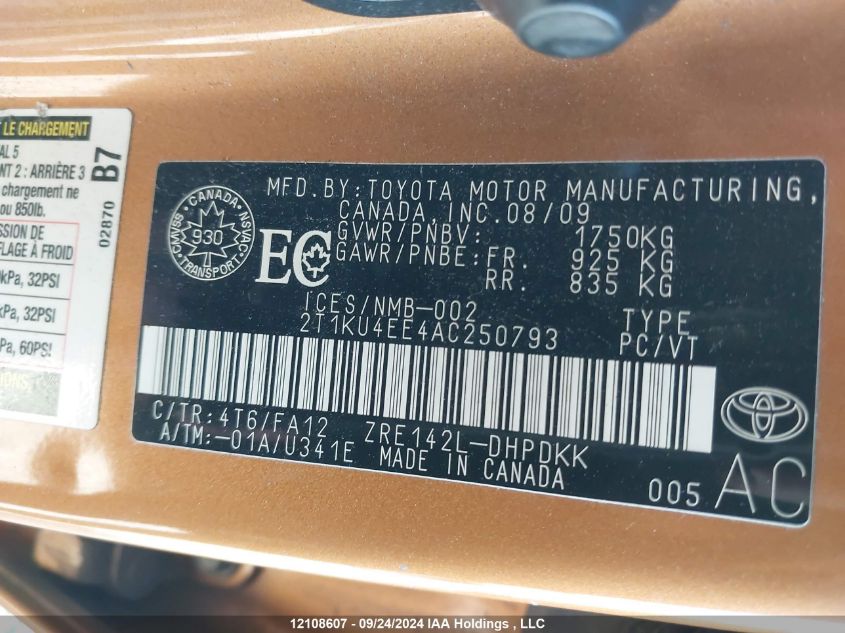 T LE CHARGEMENT
AL 5
NT 2 : ARRIÈRE 3
chargement ne
ou 850lb.
B7
02870
SSION DE
FLAGE À FROID
kPa, 32PSI
kPa, 32PSI
Pa, 60PSI
IONS,
CANADA
NSVAC
TRANSPORT
CMVSS
930
EC
MFD.BY:TOYOTA MOTOR MANUFACTURING,
CANADA,INC.08/09
GVWR/PNBV: 1750KG
GAWR/PNBE:FR. 925 KG
RR. 835 KG
ICES/NMB-002
2T1KU4EE4AC250793
TYPE
PC/VT
C/TR:4T6/FA12 ZRE142L-DHPDKK
A/TM:-01A/U341E MADE IN CANADA
005 AC
12108607 - 09/24/2024 IAA Holdings , LLC